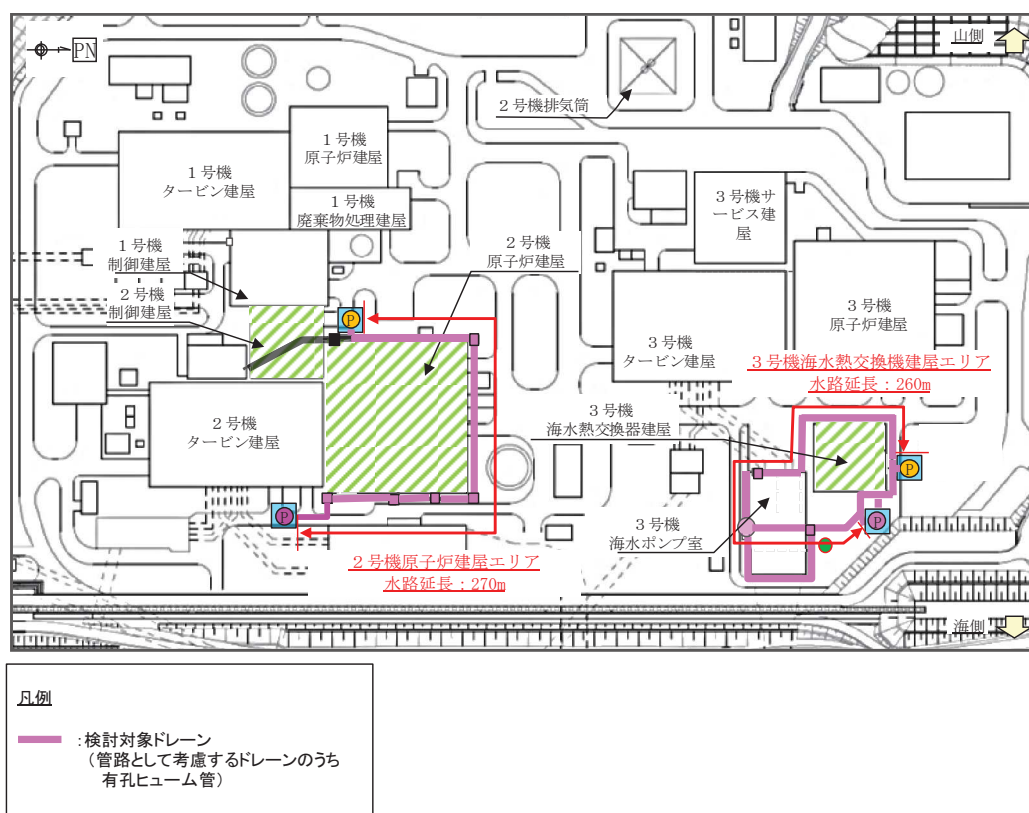 PN
山側
2号機排気筒
1号機
原子炉建屋
1号機
タービン建屋
1号機
廃棄物処理建屋
3号機サ
ービス建
屋
1号機
制御建屋
2号機
原子炉建屋
2号機
制御建屋
3号機
原子炉建屋
3号機
タービン建屋
P
3号機海水熱交換機建屋エリア
水路延長：260m
2号機
タービン建屋
3号機
海水熱交換器建屋
P
P
P
3号機
海水ポンプ室
2号機原子炉建屋エリア
水路延長：270m
海側
凡例
：検討対象ドレーン
（管路として考慮するドレーンのうち
有孔ヒューム管）